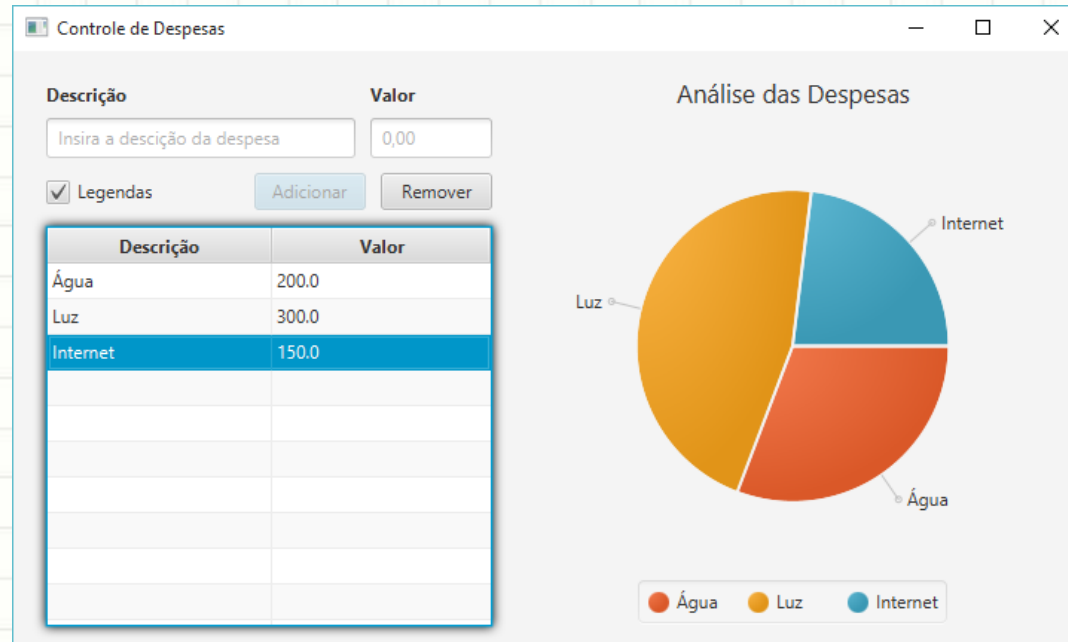 Controle de Despesas
Descrição Valor
Insira a descição da despesa 0,00
Legendas Adicionar Remover
Descrição Valor
Água 200.0
Luz 300.0
Internet 150.0
Análise das Despesas
Internet
Luz
Água
Água Luz Internet